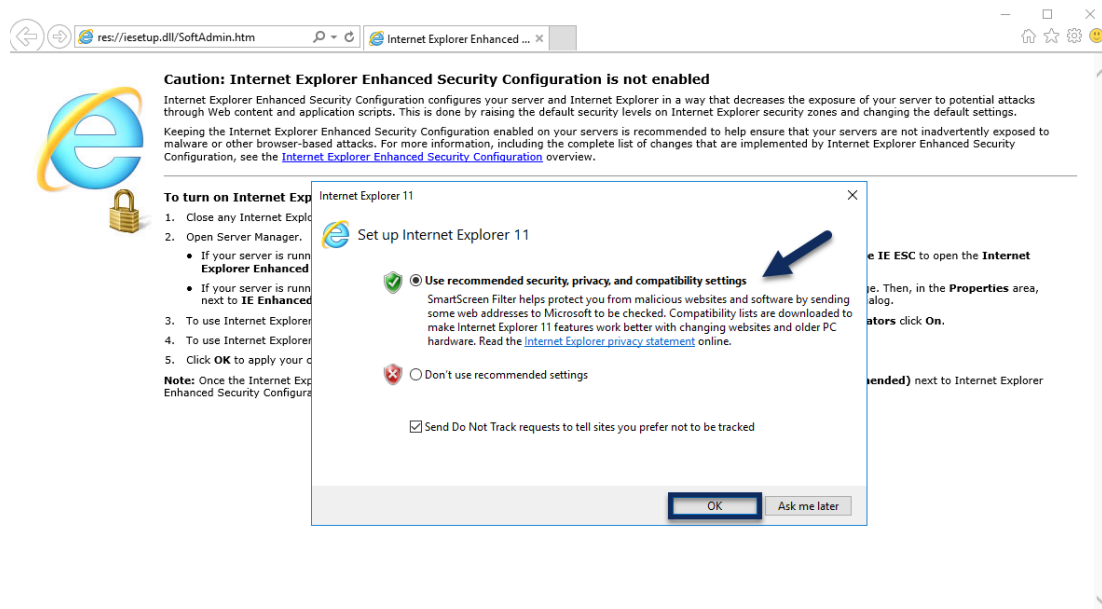 res://iesetup.dll/SoftAdmin.htm
Internet Explorer Enhanced ...
Caution: Internet Explorer Enhanced Security Configuration is not enabled
Internet Explorer Enhanced Security Configuration configures your server and Internet Explorer in a way that decreases the exposure of your server to potential attacks
through Web content and application scripts. This is done by raising the default security levels on Internet Explorer security zones and changing the default settings.
Keeping the Internet Explorer Enhanced Security Configuration enabled on your servers is recommended to help ensure that your servers are not inadvertently exposed to
malware or other browser-based attacks. For more information, including the complete list of changes that are implemented by Internet Explorer Enhanced Security
Configuration, see the Internet Explorer Enhanced Security Configuration overview.
To turn on Internet Exp
1. Close any Internet Explo
2. Open Server Manager.
• If your server is runn
e IE ESC to open the Internet
Explorer Enhanced
• If your server is runn
ge. Then, in the Properties area,
next to IE Enhanced
ialog.
3. To use Internet Explorer
ators click On.
4. To use Internet Explorer
5. Click OK to apply your c
Note: Once the Internet Exp
ended) next to Internet Explorer
Enhanced Security Configura
Internet Explorer 11
Set up Internet Explorer 11
Use recommended security, privacy, and compatibility settings
SmartScreen Filter helps protect you from malicious websites and software by sending
some web addresses to Microsoft to be checked. Compatibility lists are downloaded to
make Internet Explorer 11 features work better with changing websites and older PC
hardware. Read the Internet Explorer privacy statement online.
Don't use recommended settings
Send Do Not Track requests to tell sites you prefer not to be tracked
OK
Ask me later